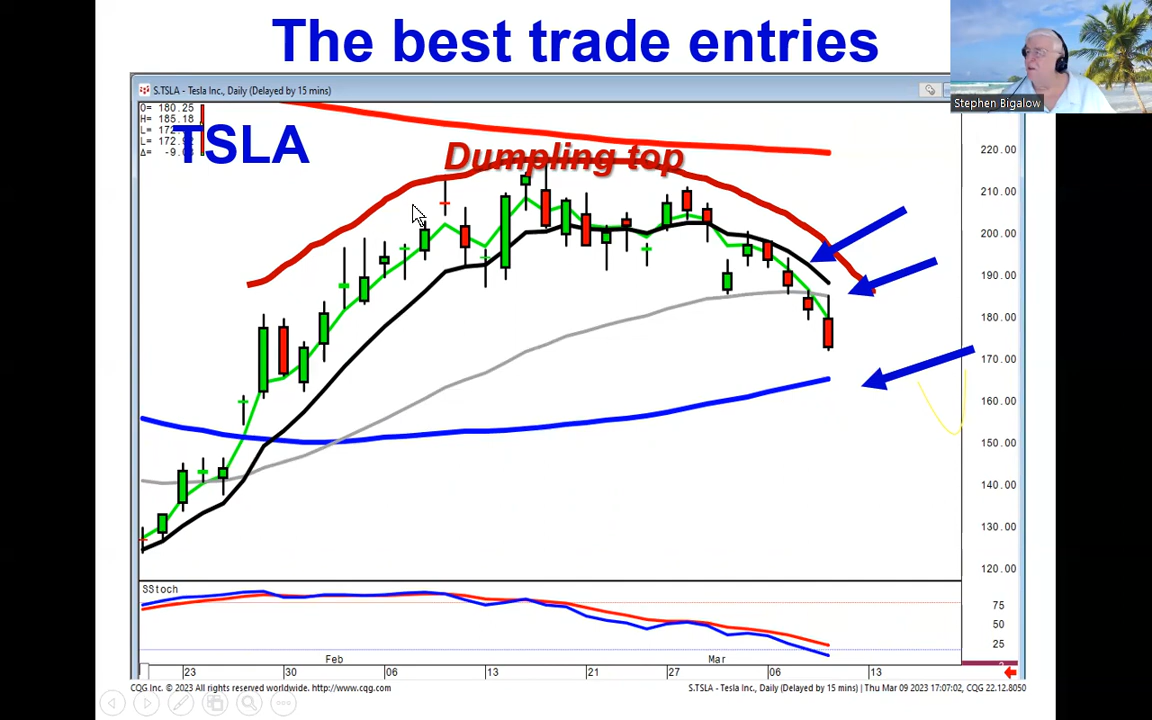 The best trade entries
Stephen Bigalow
S.TSLA - Tesla Inc., Daily (Delayed by 15 mins)
O= 180.25
H= 185.18
L= 172.
L= 172.
Δ= -9.0
TSLA
Dumpling top
220.00
210.00
200.00
190.00
180.00
170.00
160.00
150.00
140.00
130.00
120.00
SStoch
75
50
25
Feb Mar
23 30 06 13 21 27 06 13
CQG Inc. © 2023 All rights reserved worldwide. http://www.cqg.com
S.TSLA - Tesla Inc., Daily (Delayed by 15 mins) | Thu Mar 09 2023 17:07:02, CQG 22.12.8050